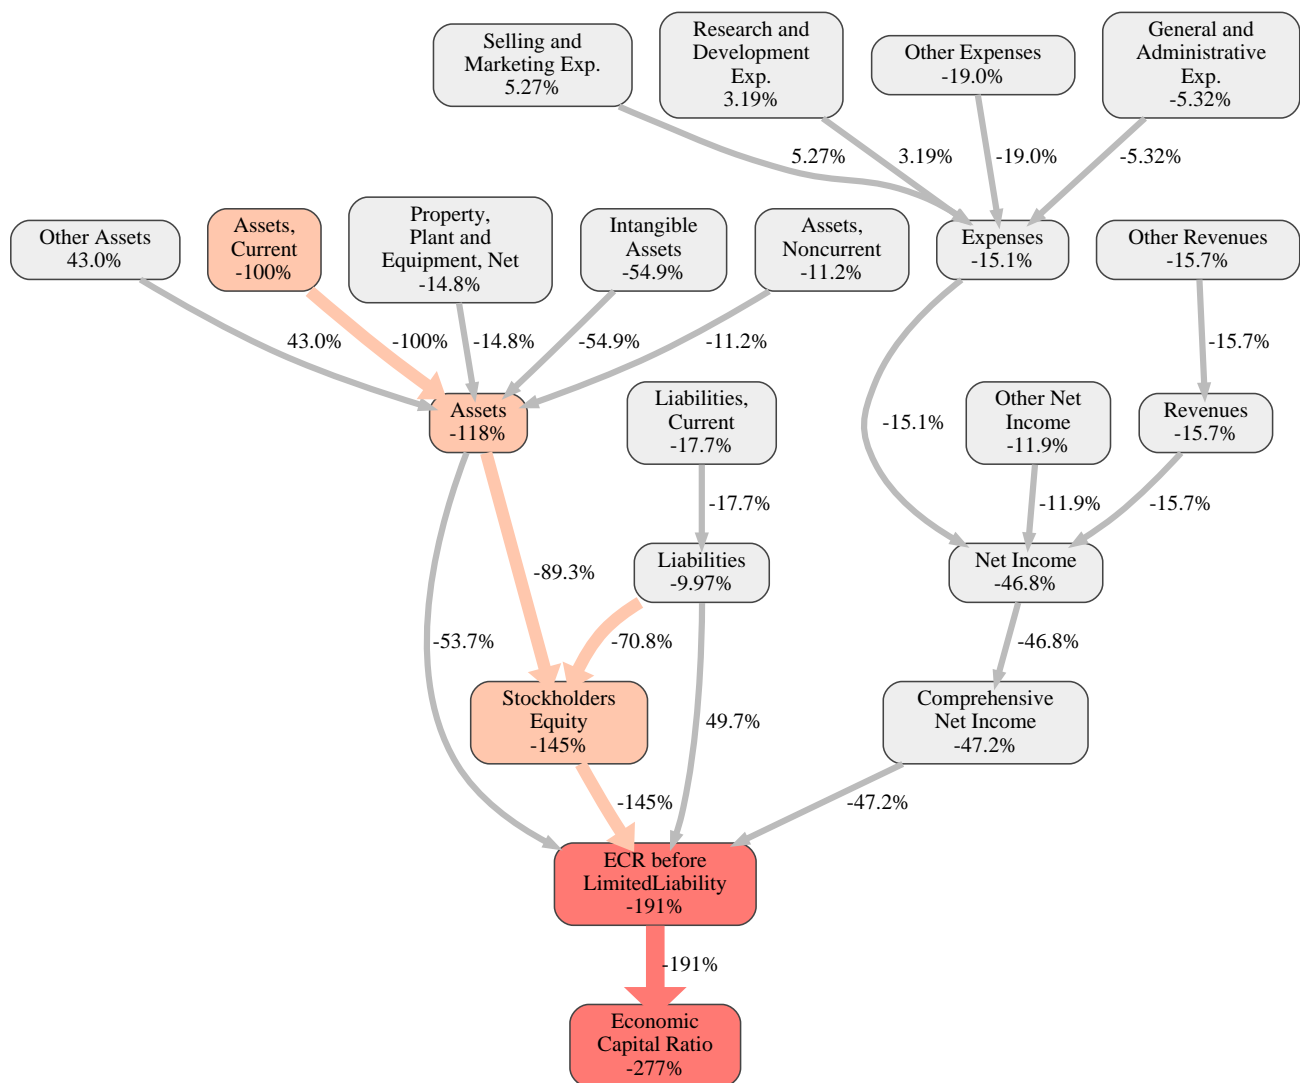 Selling and
Marketing Exp.
5.27%
Research and
Development
Exp.
3.19%
Other Expenses
-19.0%
General and
Administrative
Exp.
-5.32%
5.27%
3.19%
-19.0%
-5.32%
Other Assets
43.0%
Assets,
Current
-100%
Property,
Plant and
Equipment, Net
-14.8%
Intangible
Assets
-54.9%
Assets,
Noncurrent
-11.2%
Expenses
-15.1%
Other Revenues
-15.7%
43.0%
-100%
-14.8%
-54.9%
-11.2%
-15.7%
Assets
-118%
Liabilities,
Current
-17.7%
-15.1%
Other Net
Income
-11.9%
Revenues
-15.7%
-17.7%
-11.9%
-15.7%
-89.3%
Liabilities
-9.97%
Net Income
-46.8%
-53.7%
-70.8%
-46.8%
Stockholders
Equity
-145%
49.7%
Comprehensive
Net Income
-47.2%
-145%
-47.2%
ECR before
LimitedLiability
-191%
-191%
Economic
Capital Ratio
-277%